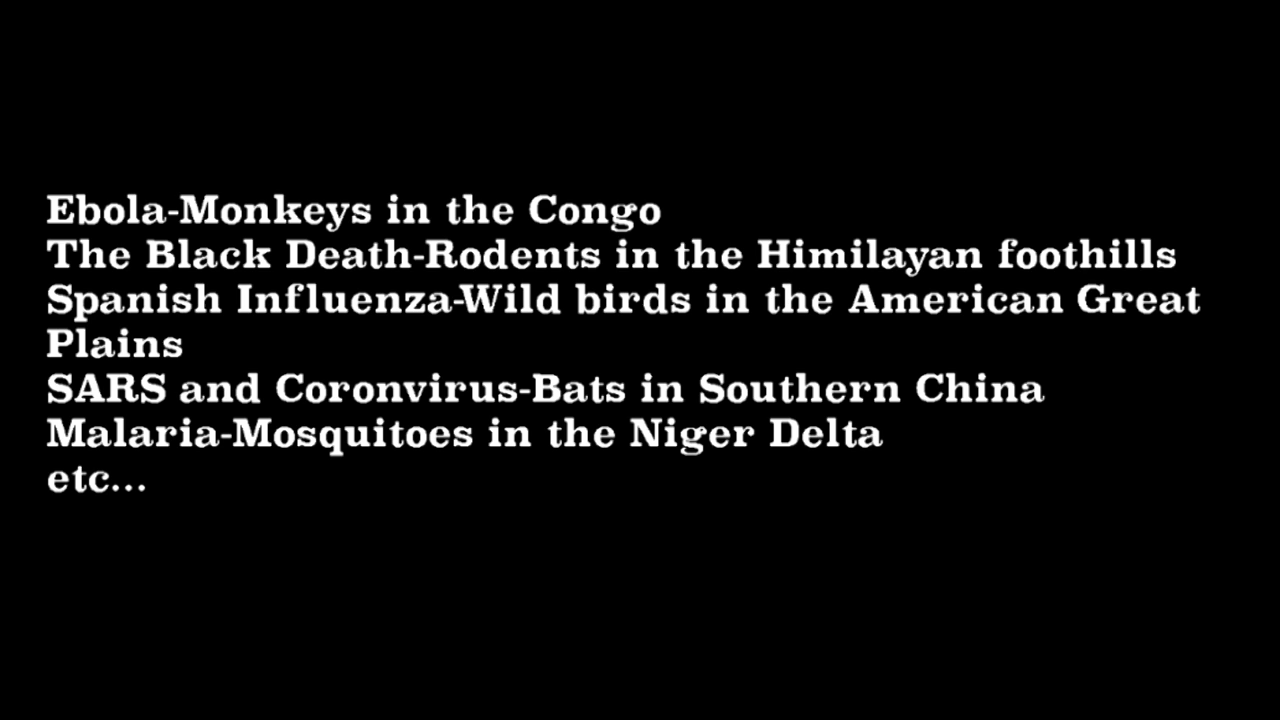 Ebola-Monkeys in the Congo
The Black Death-Rodents in the Himilayan foothills
Spanish Influenza-Wild birds in the American Great
Plains
SARS and Coronvirus-Bats in Southern China
Malaria-Mosquitoes in the Niger Delta
etc...